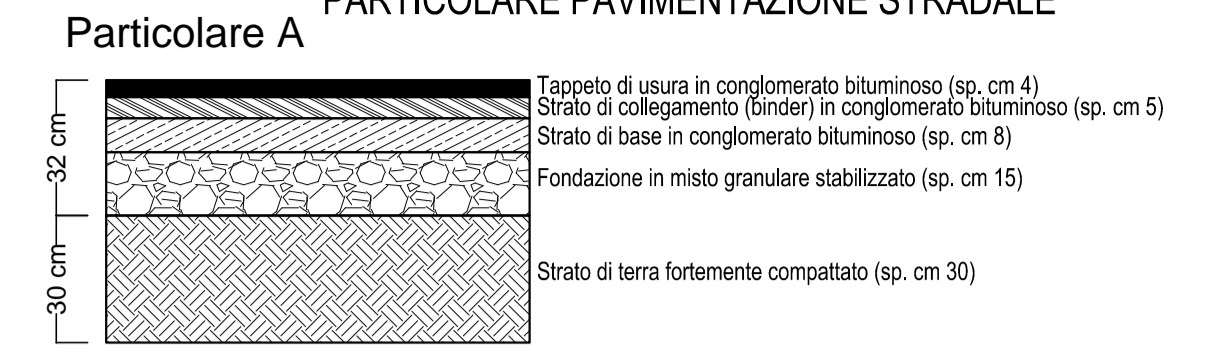 PARTICOLARE PAVIMENTAZIONE STRADALE
Particolare A
32 cm
30 cm
Tappeto di usura in conglomerato bituminoso (sp. cm 4)
Strato di collegamento (binder) in conglomerato bituminoso (sp. cm 5)
Strato di base in conglomerato bituminoso (sp. cm 8)
Fondazione in misto granulare stabilizzato (sp. cm 15)
Strato di terra fortemente compattato (sp. cm 30)